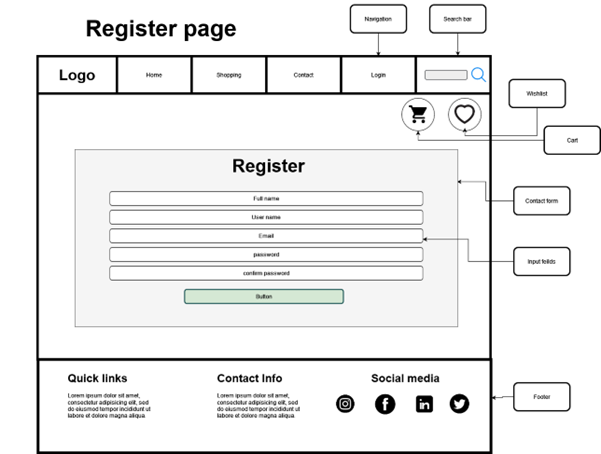 Register page
Navigation
Search bar
Logo
Home
Shopping
Contact
Login
Wishlist
Cart
Register
Full name
User name
Email
password
confirm password
Button
Contact form
Input feilds
Quick links
Lorem ipsum dolor sit amet,
consectetur adipisicing elit, sed
do eiusmod tempor incididunt ut
labore et dolore magna aliqua.
Contact Info
Lorem ipsum dolor sit amet,
consectetur adipisicing elit, sed
do eiusmod tempor incididunt ut
labore et dolore magna aliqua.
Social media
in
Footer